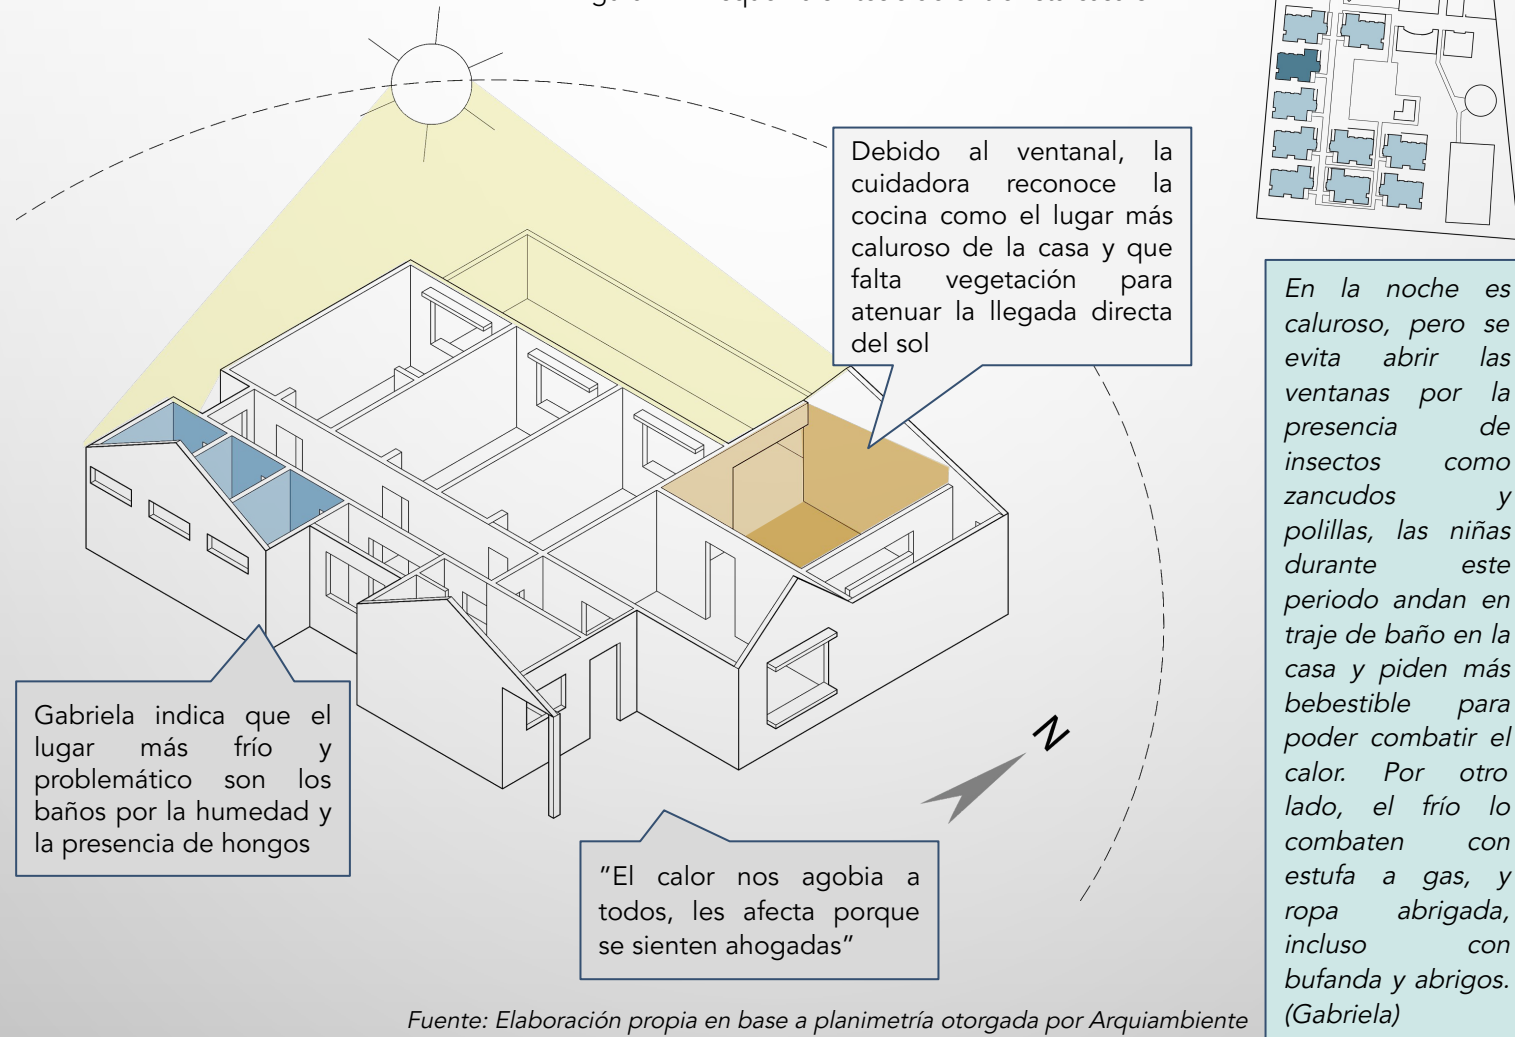 Debido al ventanal, la
cuidadora reconoce la
cocina como el lugar más
caluroso de la casa y que
falta vegetación para
atenuar la llegada directa
del sol
En la noche es
caluroso, pero se
evita abrir las
ventanas por la
presencia de
insectos como
zancudos y
polillas, las niñas
durante este
periodo andan en
traje de baño en la
casa y piden más
bebestible para
poder combatir el
calor. Por otro
lado, el frío lo
combaten con
estufa a gas, y
ropa abrigada,
incluso con
bufanda y abrigos.
(Gabriela)
Gabriela indica que el
lugar más frío y
problemático son los
baños por la humedad y
la presencia de hongos
N
"El calor nos agobia a
todos, les afecta porque
se sienten ahogadas"
Fuente: Elaboración propia en base a planimetría otorgada por Arquiambiente